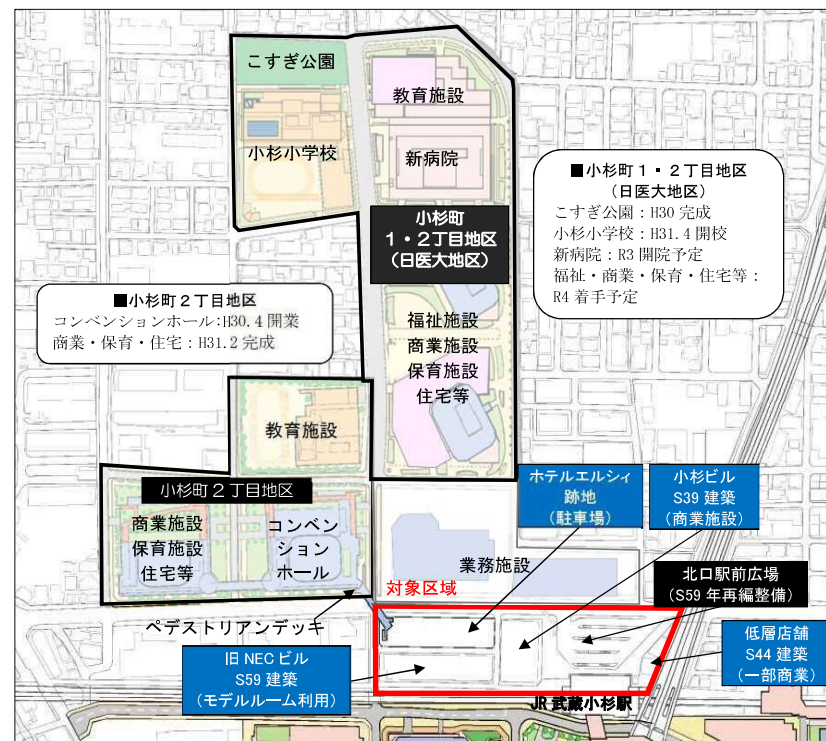 こすぎ公園
小杉小学校
教育施設
新病院
小杉町
1・2丁目地区
(日医大地区)
■小杉町1・2丁目地区
(日医大地区)
こすぎ公園：H30 完成
小杉小学校：H31.4 開校
新病院：R3 開院予定
福祉・商業・保育・住宅等：
R4 着手予定
■小杉町2丁目地区
コンベンションホール：H30.4 開業
商業・保育・住宅：H31.2 完成
福祉施設
商業施設
保育施設
住宅等
教育施設
小杉町2丁目地区
商業施設
保育施設
住宅等
コンベン
ション
ホール
ホテルエルシィ
跡地
(駐車場)
小杉ビル
S39 建築
(商業施設)
業務施設
対象区域
北口駅前広場
(S59 年再編整備)
ペデストリアンデッキ
旧 NEC ビル
S59 建築
(モデルルーム利用)
低層店舗
S44 建築
(一部商業)
JR 武蔵小杉駅